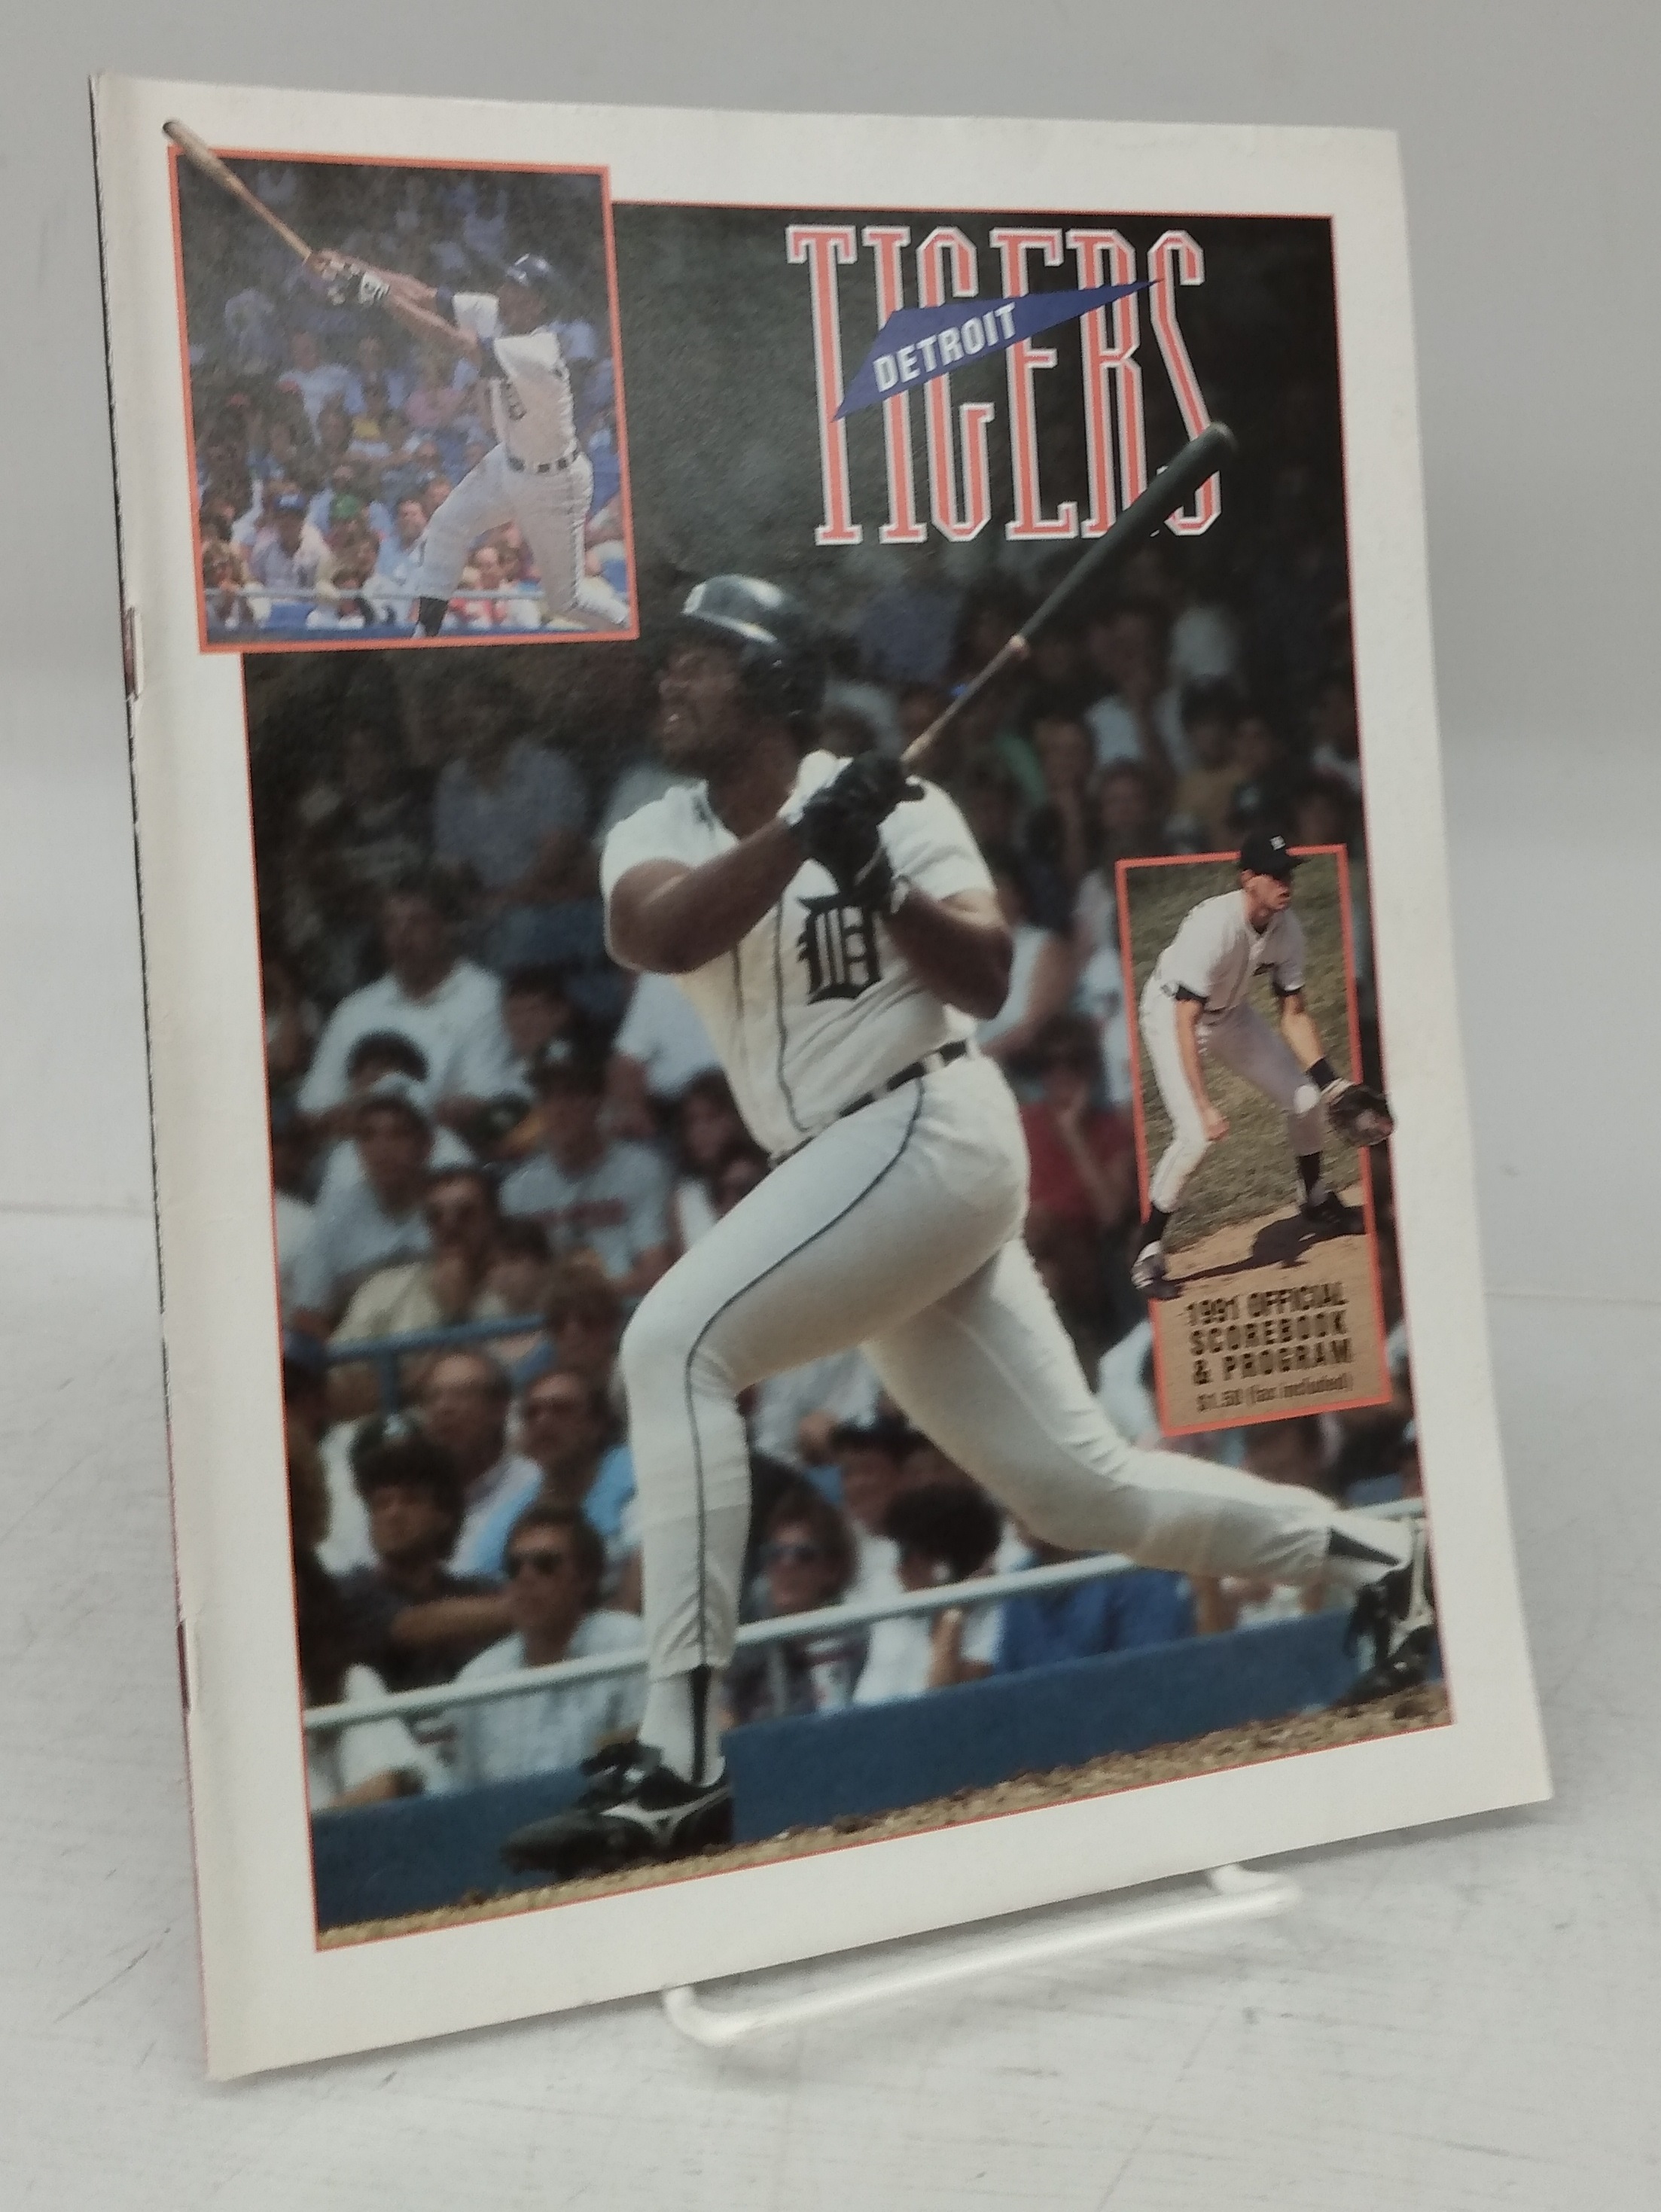 TIGERS
DETROIT
D
1991 OFFICIAL
SCOREBOOK
& PROGRAM
$1.50 (tax included)